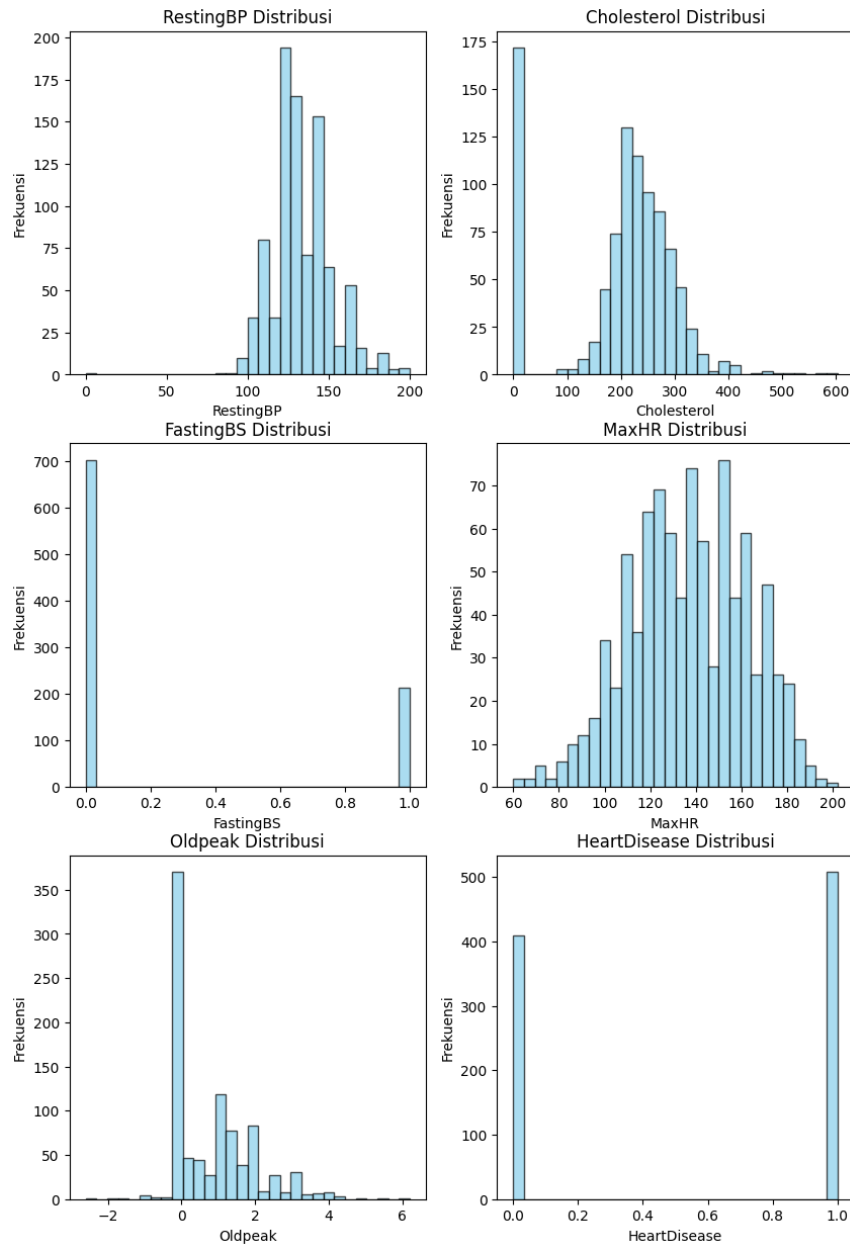 RestingBP Distribusi
Frekuensi
200
175
150
125
100
75
50
25
0
0 50 100 150 200
RestingBP
Cholesterol Distribusi
Frekuensi
175
150
125
100
75
50
25
0
0 100 200 300 400 500 600
Cholesterol
FastingBS Distribusi
Frekuensi
700
600
500
400
300
200
100
0
0.0 0.2 0.4 0.6 0.8 1.0
FastingBS
MaxHR Distribusi
Frekuensi
70
60
50
40
30
20
10
0
60 80 100 120 140 160 180 200
MaxHR
Oldpeak Distribusi
Frekuensi
350
300
250
200
150
100
50
0
−2 0 2 4 6
Oldpeak
HeartDisease Distribusi
Frekuensi
500
400
300
200
100
0
0.0 0.2 0.4 0.6 0.8 1.0
HeartDisease